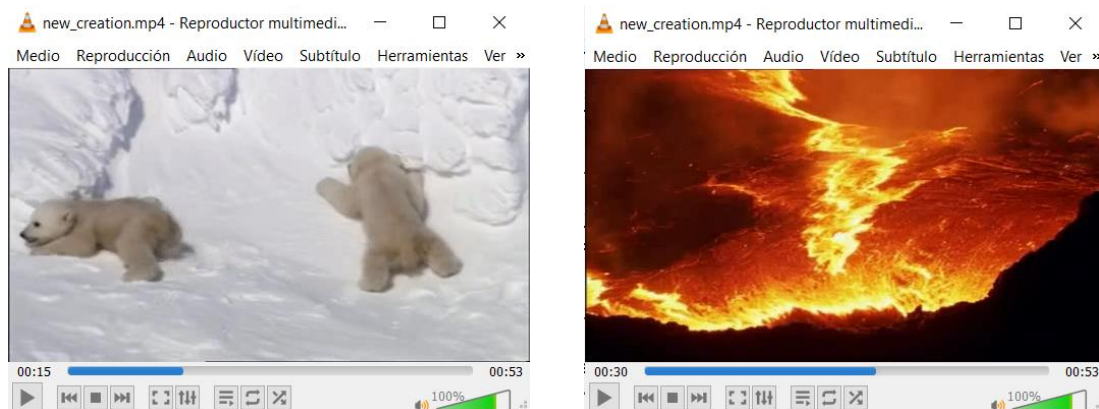 new_creation.mp4 - Reproductor multimedi...
Medio Reproducción Audio Vídeo Subtítulo Herramientas Ver »
00:15 00:53
100%
new_creation.mp4 - Reproductor multimedi...
Medio Reproducción Audio Vídeo Subtítulo Herramientas Ver »
00:30 00:53
100%